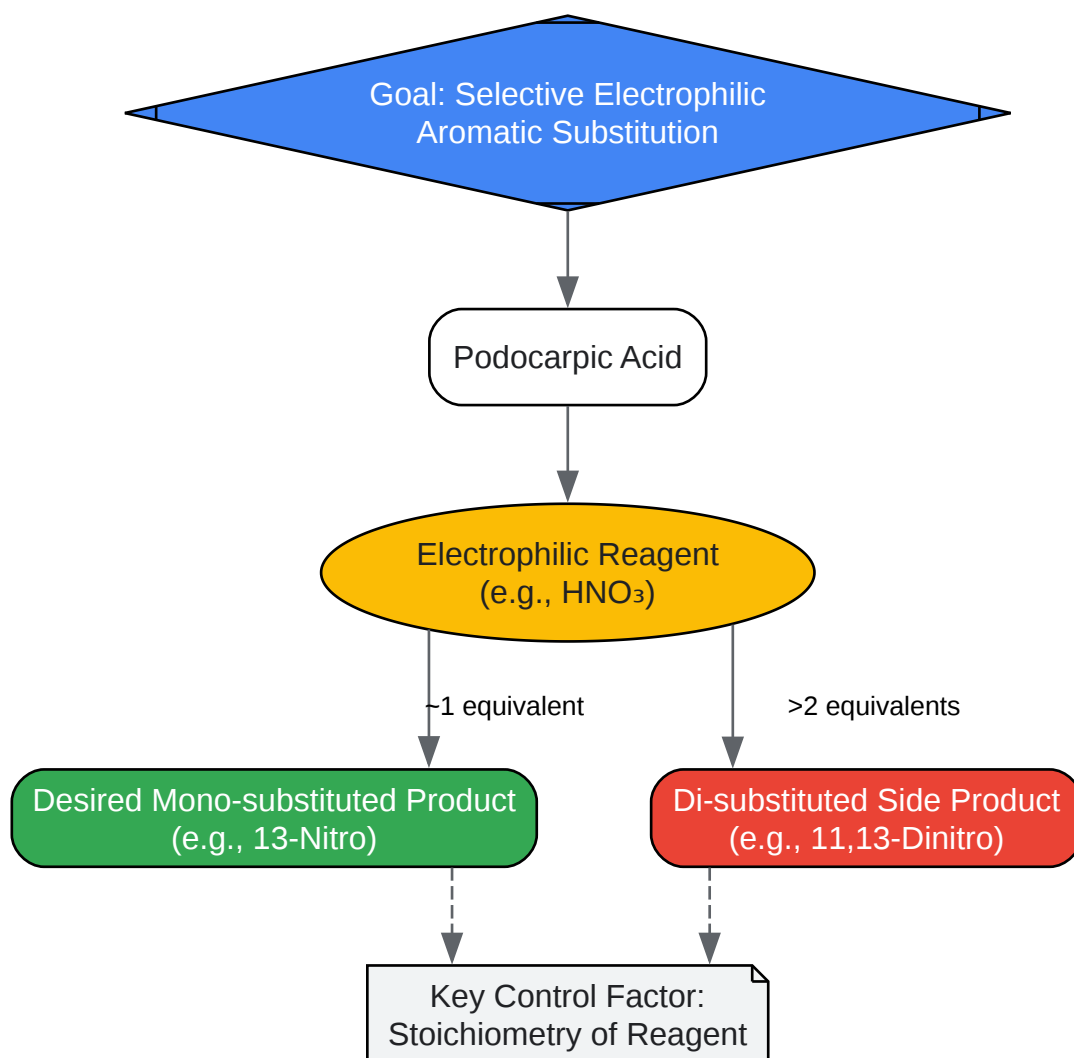 Goal: Selective Electrophilic
Aromatic Substitution
Podocarpic Acid
Electrophilic Reagent
(e.g., HNO₃)
~1 equivalent
>2 equivalents
Desired Mono-substituted Product
(e.g., 13-Nitro)
Di-substituted Side Product
(e.g., 11,13-Dinitro)
Key Control Factor:
Stoichiometry of Reagent